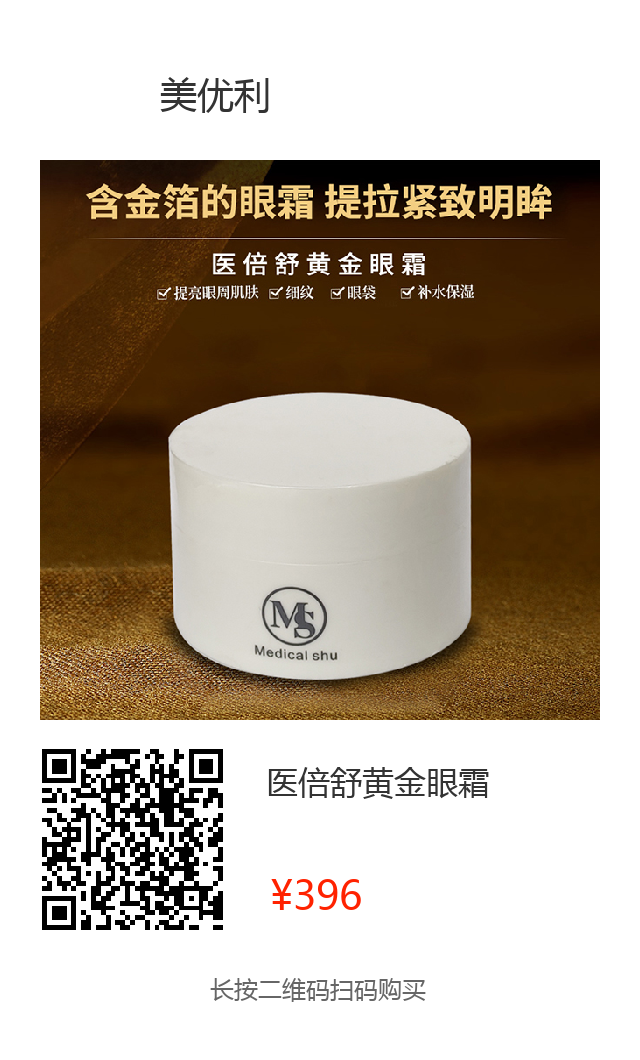 美优利
含金箔的眼霜 提拉紧致明眸
医倍舒黄金眼霜
提亮眼周肌肤 细纹 眼袋 补水保湿
MS
Medical shu
医倍舒黄金眼霜
¥396
长按二维码扫码购买